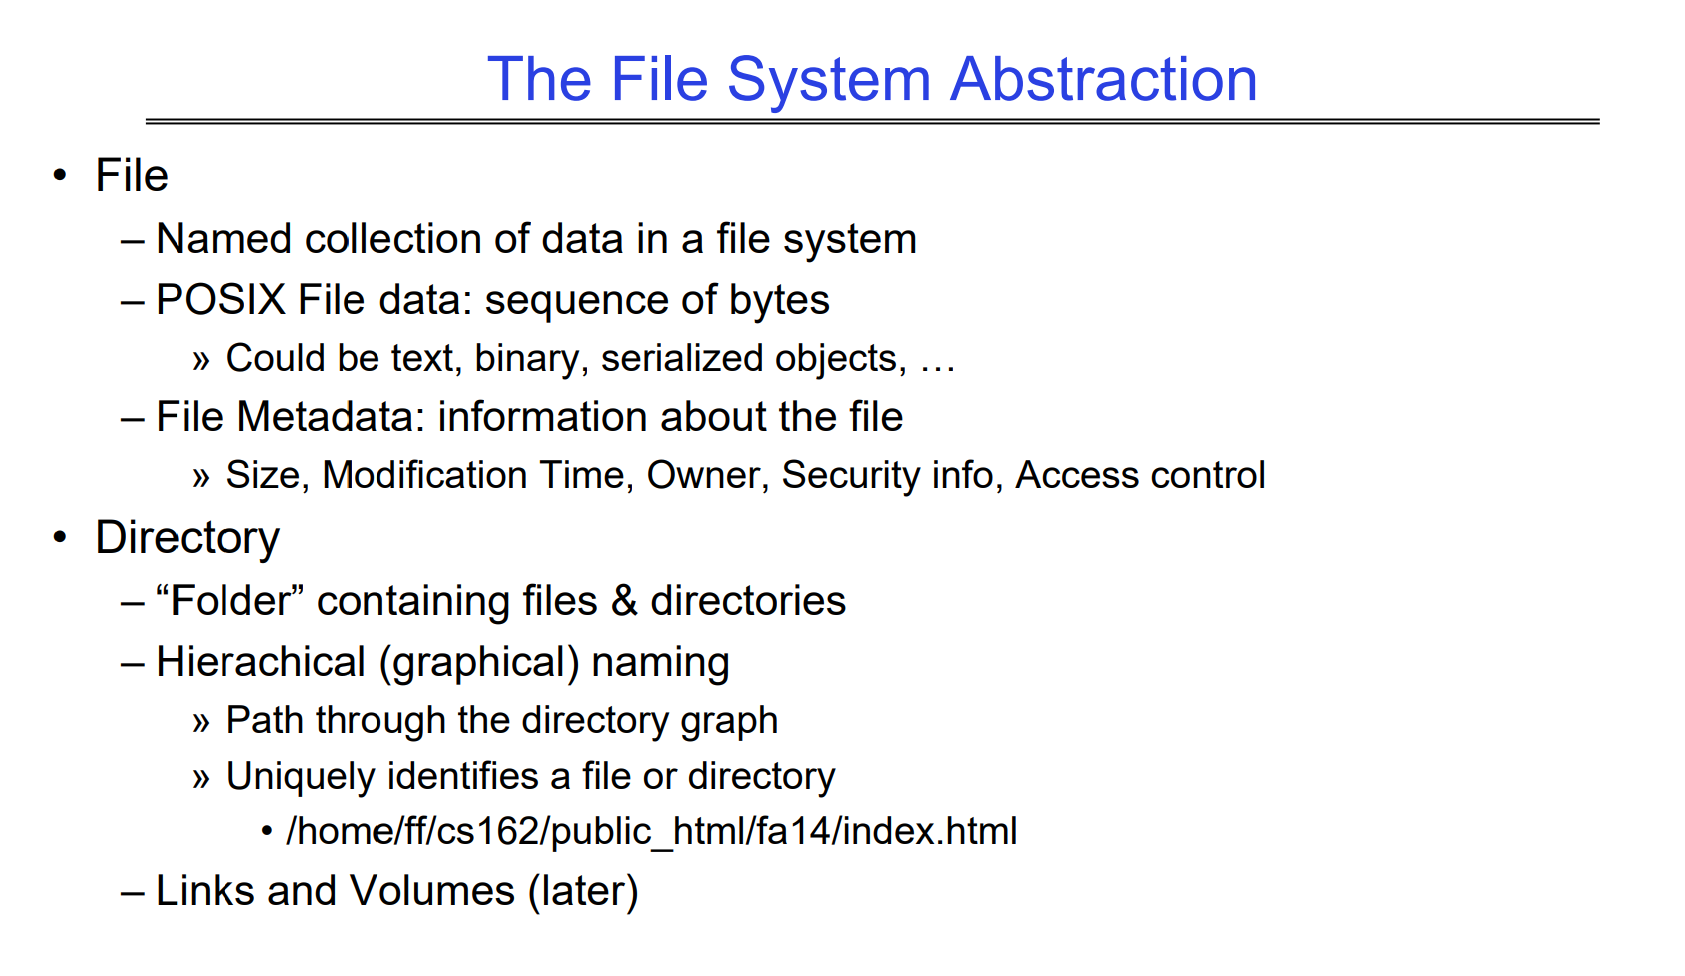 The File System Abstraction
• File
– Named collection of data in a file system
– POSIX File data: sequence of bytes
» Could be text, binary, serialized objects, …
– File Metadata: information about the file
» Size, Modification Time, Owner, Security info, Access control
• Directory
– “Folder” containing files & directories
– Hierachical (graphical) naming
» Path through the directory graph
» Uniquely identifies a file or directory
• /home/ff/cs162/public_html/fa14/index.html
– Links and Volumes (later)